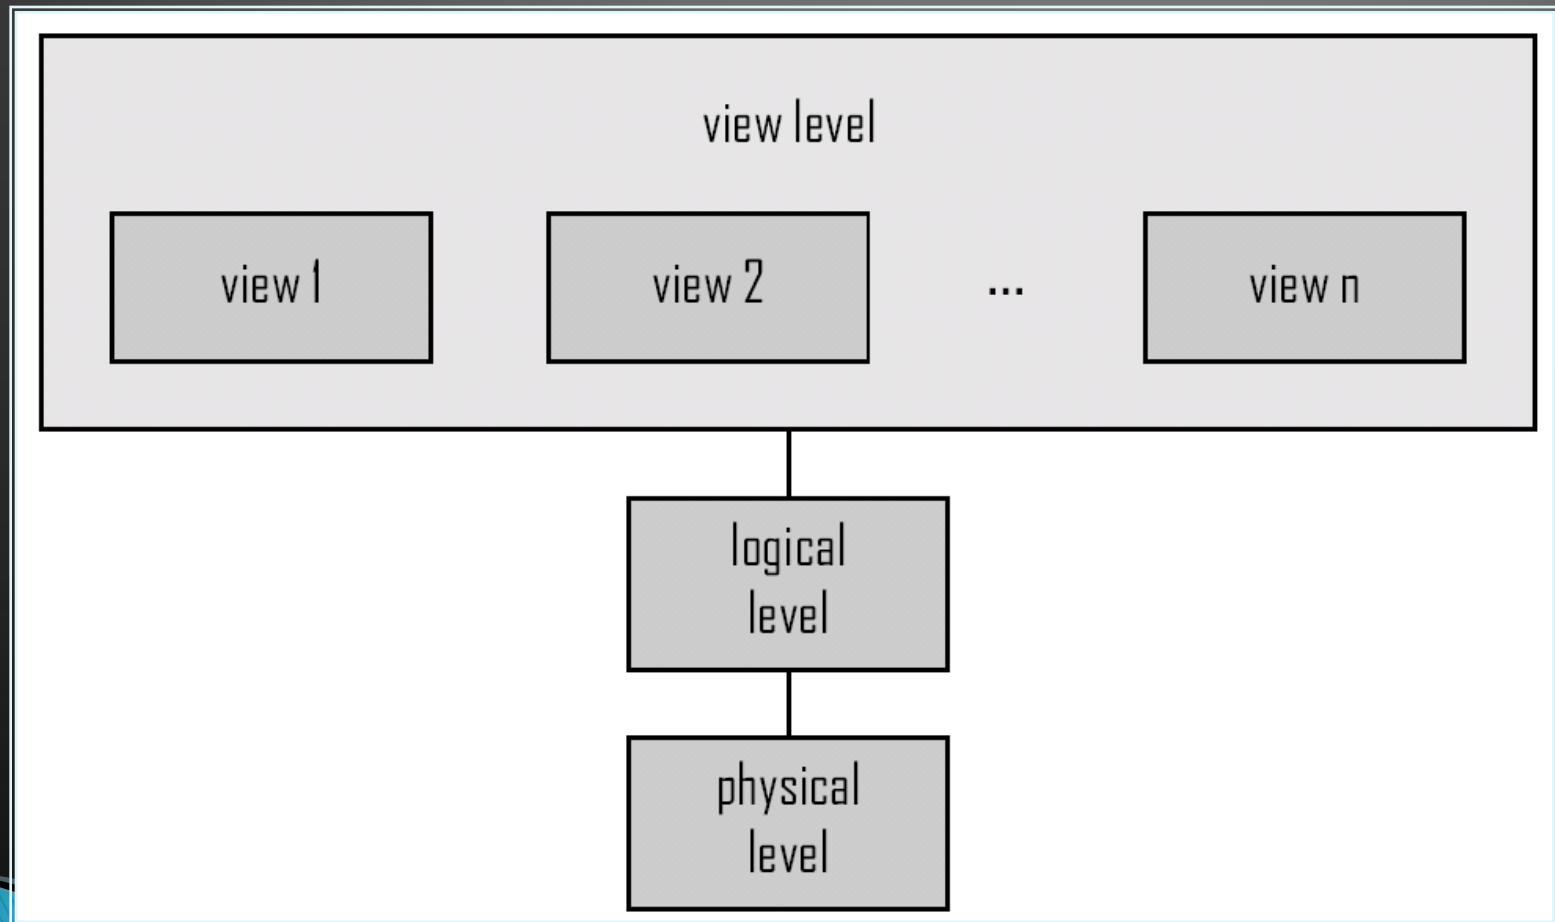 view level
view 1
view 2
...
view n
logical
level
physical
level